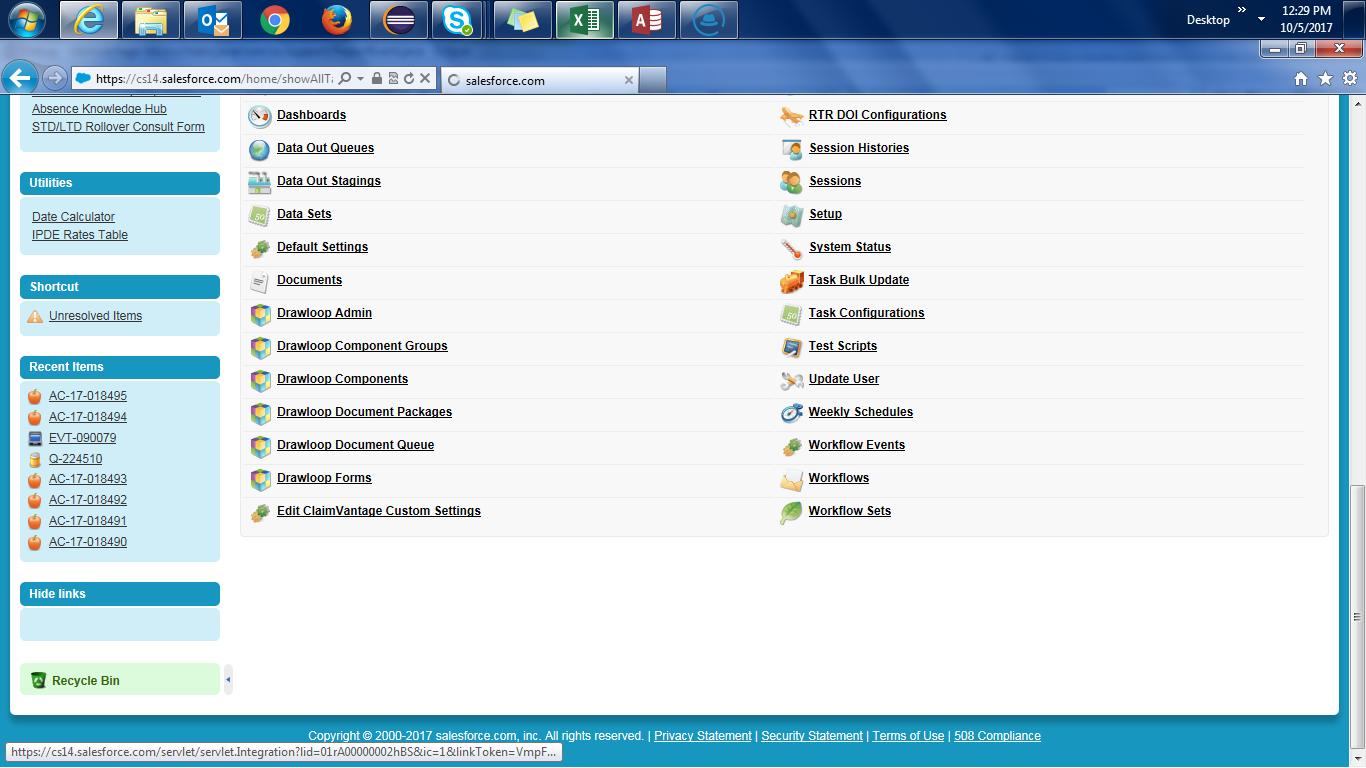 12:29 PM
Desktop
10/5/2017
https://cs14.salesforce.com/home/showAllTa
salesforce.com
Absence Knowledge Hub
STD/LTD Rollover Consult Form
Utilities
Date Calculator
IPDE Rates Table
Shortcut
Unresolved Items
Recent Items
AC-17-018495
AC-17-018494
EVT-090079
Q-224510
AC-17-018493
AC-17-018492
AC-17-018491
AC-17-018490
Hide links
Recycle Bin
Dashboards
Data Out Queues
Data Out Stagings
Data Sets
Default Settings
Documents
Drawloop Admin
Drawloop Component Groups
Drawloop Components
Drawloop Document Packages
Drawloop Document Queue
Drawloop Forms
Edit ClaimVantage Custom Settings
RTR DOI Configurations
Session Histories
Sessions
Setup
System Status
Task Bulk Update
Task Configurations
Test Scripts
Update User
Weekly Schedules
Workflow Events
Workflows
Workflow Sets
Copyright © 2000-2017 salesforce.com, inc. All rights reserved. | Privacy Statement | Security Statement | Terms of Use | 508 Compliance
https://cs14.salesforce.com/servlet/servlet.Integration?lid=01rA00000002hBS&ic=1&linkToken=VmpF...